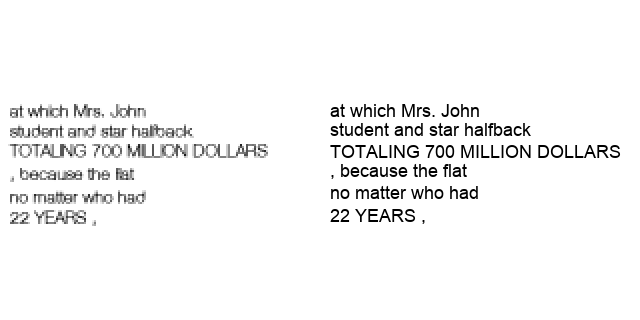 at which Mrs. John
student and star halfback
TOTALING 700 MILLION DOLLARS
, because the flat
no matter who had
22 YEARS ,
at which Mrs. John
student and star halfback
TOTALING 700 MILLION DOLLARS
, because the flat
no matter who had
22 YEARS ,